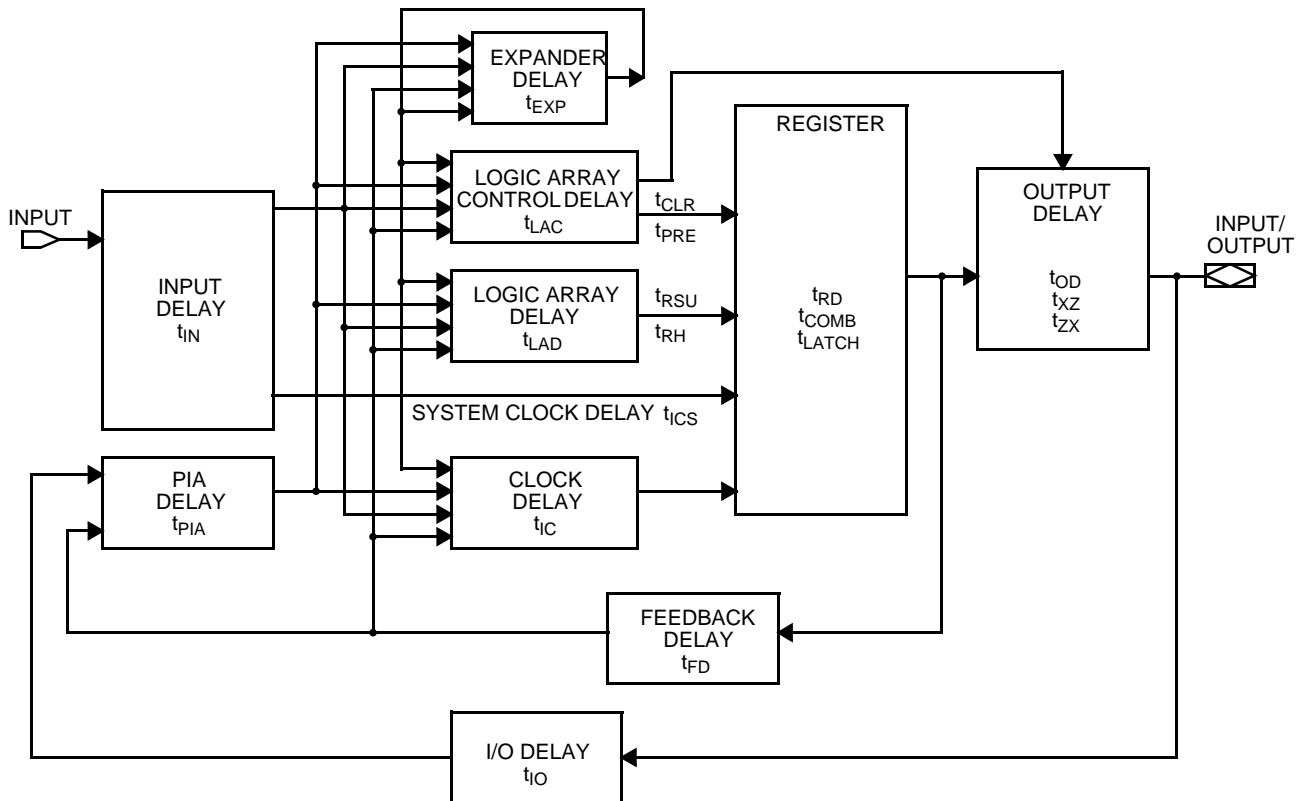 EXPANDER
DELAY
tEXP
REGISTER
LOGIC ARRAY
CONTROL DELAY
tLAC
tCLR
tPRE
OUTPUT
DELAY
tOD
tXZ
tZX
INPUT
INPUT/
OUTPUT
INPUT
DELAY
tIN
LOGIC ARRAY
DELAY
tLAD
tRSU
tRH
tRD
tCOMB
tLATCH
SYSTEM CLOCK DELAY tICS
PIA
DELAY
tPIA
CLOCK
DELAY
tIC
FEEDBACK
DELAY
tFD
I/O DELAY
tIO